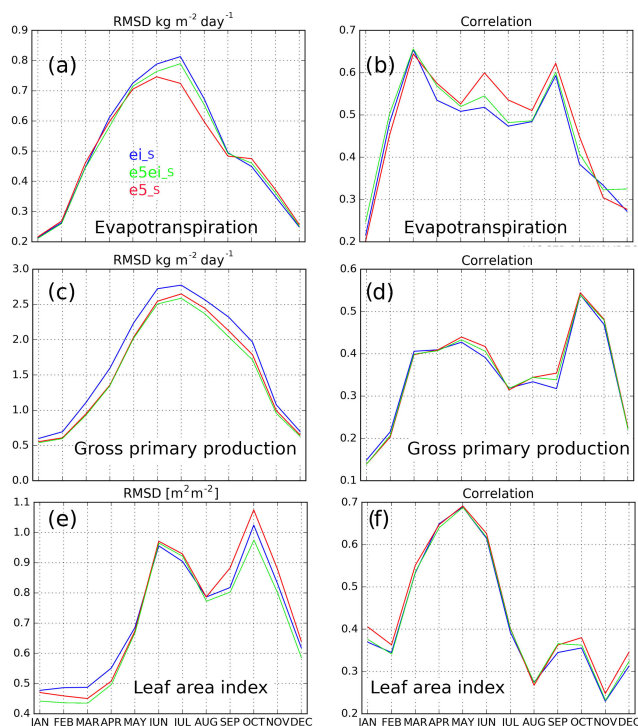 RMSD kg m⁻² day⁻¹
Correlation
0.9
0.8
0.7
0.6
0.5
0.4
0.3
0.2
(a)
ei_S
e5ei_S
e5_S
Evapotranspiration
0.7
0.6
0.5
0.4
0.3
0.2
(b)
Evapotranspiration
RMSD kg m⁻² day⁻¹
Correlation
3.0
2.5
2.0
1.5
1.0
0.5
0.0
(c)
Gross primary production
0.6
0.5
0.4
0.3
0.2
0.1
(d)
Gross primary production
RMSD [m²m⁻²]
Correlation
1.1
1.0
0.9
0.8
0.7
0.6
0.5
0.4
(e)
Leaf area index
JAN FEB MAR APR MAY JUN JUL AUG SEP OCT NOV DEC
0.7
0.6
0.5
0.4
0.3
0.2
(f)
Leaf area index
JAN FEB MAR APR MAY JUN JUL AUG SEP OCT NOV DEC